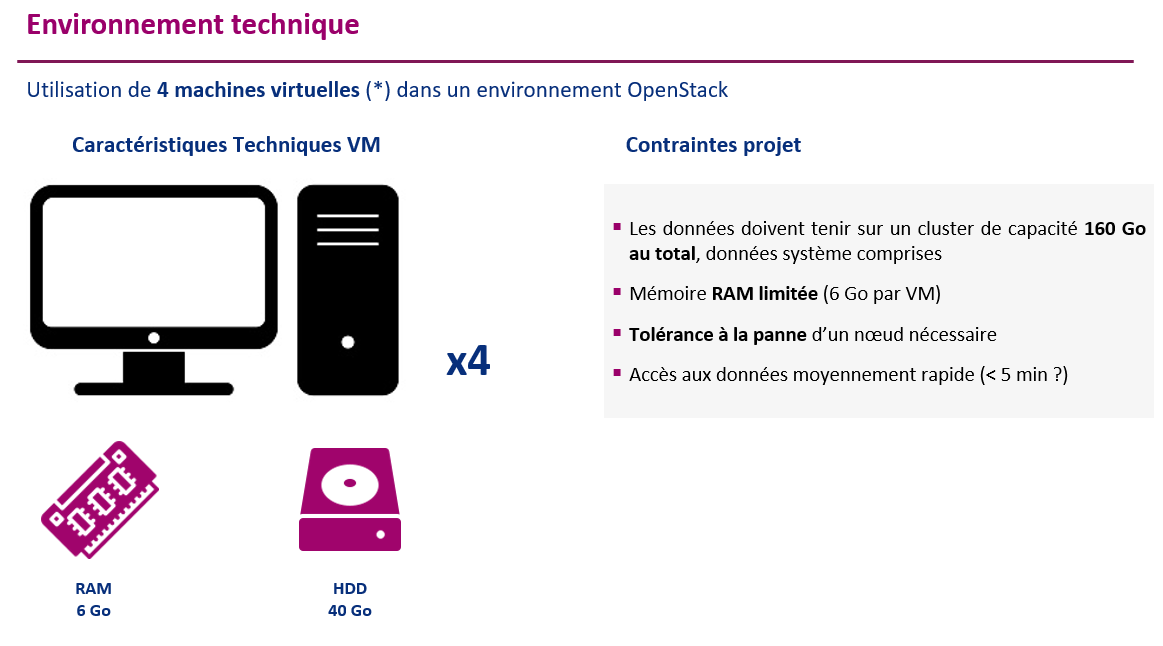 Environnement technique
Utilisation de 4 machines virtuelles (*) dans un environnement OpenStack
Caractéristiques Techniques VM
x4
RAM
6 Go
HDD
40 Go
Contraintes projet
▪ Les données doivent tenir sur un cluster de capacité 160 Go
au total, données système comprises
▪ Mémoire RAM limitée (6 Go par VM)
▪ Tolérance à la panne d’un nœud nécessaire
▪ Accès aux données moyennement rapide (< 5 min ?)